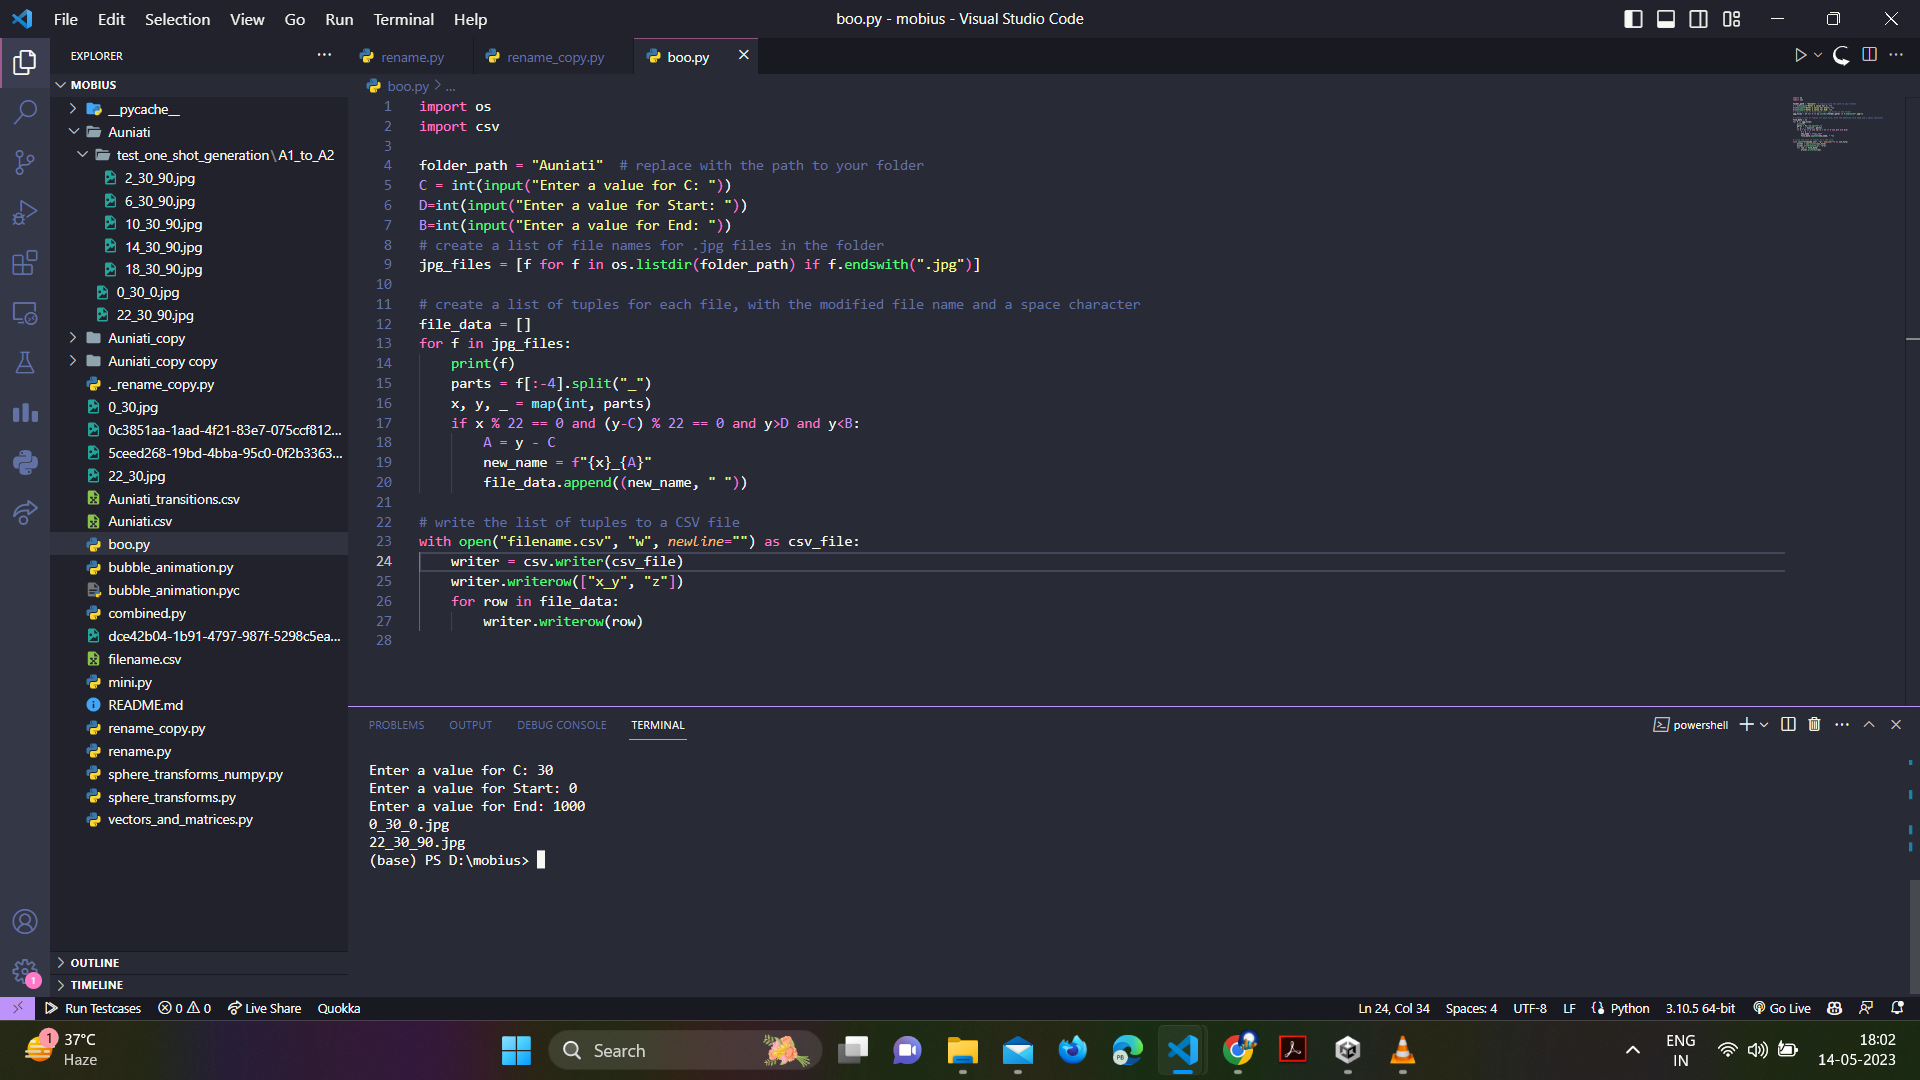 File Edit Selection View Go Run Terminal Help
boo.py - mobius - Visual Studio Code
EXPLORER
rename.py
rename_copy.py
boo.py
MOBIUS
boo.py > ...
__pycache__
Auniati
test_one_shot_generation\A1_to_A2
2_30_90.jpg
6_30_90.jpg
10_30_90.jpg
14_30_90.jpg
18_30_90.jpg
0_30_0.jpg
22_30_90.jpg
Auniati_copy
Auniati_copy copy
._rename_copy.py
0_30.jpg
0c3851aa-1aad-4f21-83e7-075ccf812...
5ceed268-19bd-4bba-95c0-0f2b3363...
22_30.jpg
Auniati_transitions.csv
Auniati.csv
boo.py
bubble_animation.py
bubble_animation.pyc
combined.py
dce42b04-1b91-4797-987f-5298c5ea...
filename.csv
mini.py
README.md
rename_copy.py
rename.py
sphere_transforms_numpy.py
sphere_transforms.py
vectors_and_matrices.py
OUTLINE
TIMELINE
1 import os
2 import csv
3
4 folder_path = "Auniati"  # replace with the path to your folder
5 C = int(input("Enter a value for C: "))
6 D=int(input("Enter a value for Start: "))
7 B=int(input("Enter a value for End: "))
8 # create a list of file names for .jpg files in the folder
9 jpg_files = [f for f in os.listdir(folder_path) if f.endswith(".jpg")]
10
11 # create a list of tuples for each file, with the modified file name and a space character
12 file_data = []
13 for f in jpg_files:
14     print(f)
15     parts = f[:-4].split("_")
16     x, y, _ = map(int, parts)
17     if x % 22 == 0 and (y-C) % 22 == 0 and y>D and y<B:
18         A = y - C
19         new_name = f"{x}_{A}"
20         file_data.append((new_name, " "))
21
22 # write the list of tuples to a CSV file
23 with open("filename.csv", "w", newline="") as csv_file:
24     writer = csv.writer(csv_file)
25     writer.writerow(["x_y", "z"])
26     for row in file_data:
27         writer.writerow(row)
28
PROBLEMS OUTPUT DEBUG CONSOLE TERMINAL
powershell
Enter a value for C: 30
Enter a value for Start: 0
Enter a value for End: 1000
0_30_0.jpg
22_30_90.jpg
(base) PS D:\mobius>
1
Run Testcases 0 0 Live Share Quokka
Ln 24, Col 34 Spaces: 4 UTF-8 LF Python 3.10.5 64-bit Go Live
1
37°C
Haze
Search
PB
ENG
IN
18:02
14-05-2023